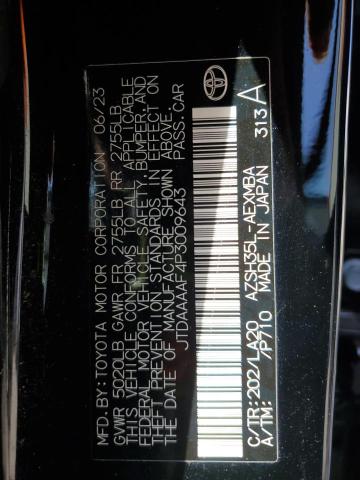 MFD.BY:TOYOTA MOTOR CORPORATION 06/23
GVWR 5020LB GAWR FR 2755LB RR 2755LB
THIS VEHICLE CONFORMS TO ALL APPLICABLE
FEDERAL MOTOR VEHICLE SAFETY, BUMPER, AND
THEFT PREVENTION STANDARDS IN EFFECT ON
THE DATE OF MANUFACTURE SHOWN ABOVE.
JTDAAAAF4P3009643 PASS.CAR
C/TR:202/LA20 AZSH35L-AEXMBA
A/TM: /P710 MADE IN JAPAN
313 A